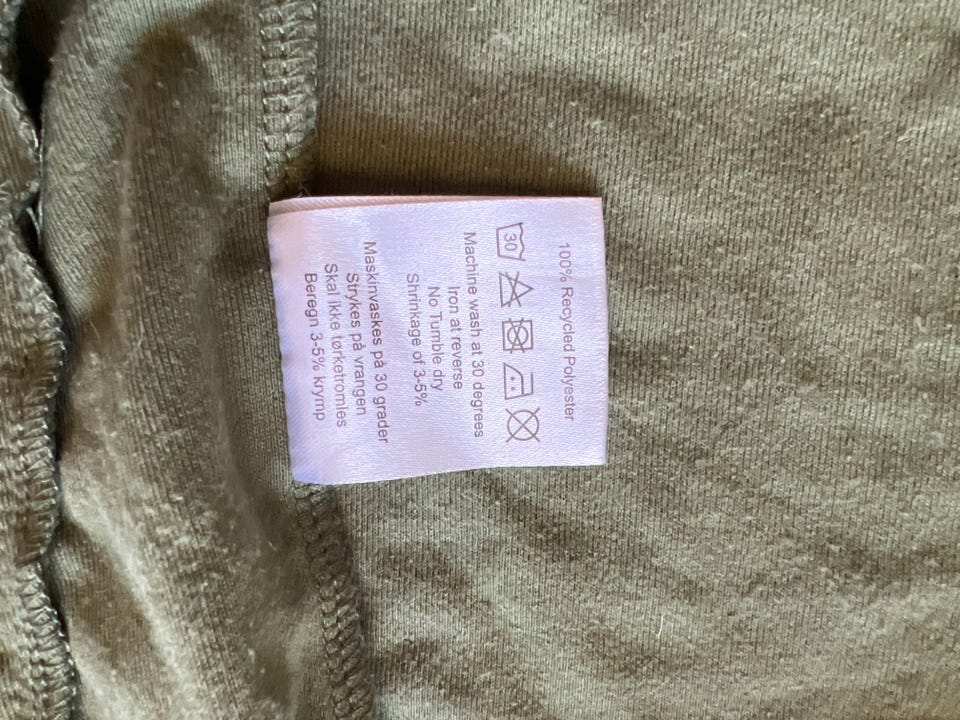 100% Recycled Polyester
30
Machine wash at 30 degrees
Iron at reverse
No Tumble dry
Shrinkage of 3-5%
Maskinvaskes på 30 grader
Strykes på vrangen
Skal ikke tørketromles
Beregn 3-5% krymp